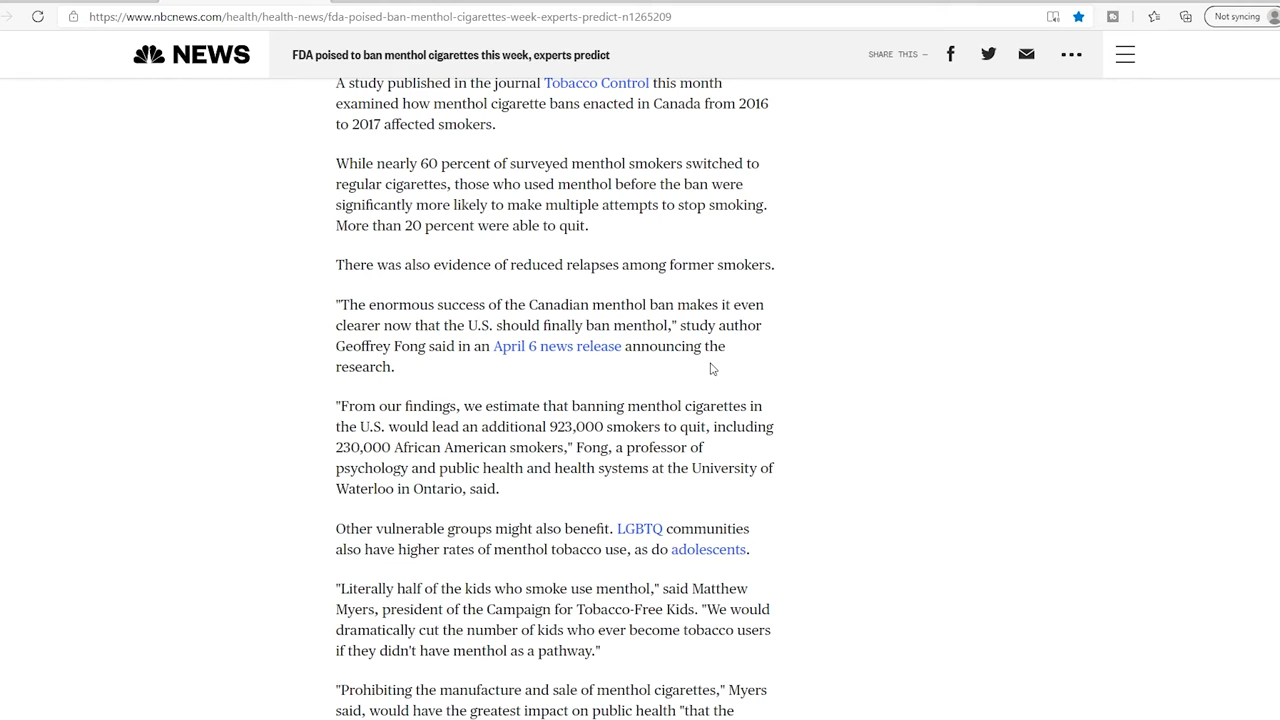 https://www.nbcnews.com/health/health-news/fda-poised-ban-menthol-cigarettes-week-experts-predict-n1265209
Not syncing
NEWS
FDA poised to ban menthol cigarettes this week, experts predict
SHARE THIS —
A study published in the journal Tobacco Control this month
examined how menthol cigarette bans enacted in Canada from 2016
to 2017 affected smokers.
While nearly 60 percent of surveyed menthol smokers switched to
regular cigarettes, those who used menthol before the ban were
significantly more likely to make multiple attempts to stop smoking.
More than 20 percent were able to quit.
There was also evidence of reduced relapses among former smokers.
"The enormous success of the Canadian menthol ban makes it even
clearer now that the U.S. should finally ban menthol," study author
Geoffrey Fong said in an April 6 news release announcing the
research.
"From our findings, we estimate that banning menthol cigarettes in
the U.S. would lead an additional 923,000 smokers to quit, including
230,000 African American smokers," Fong, a professor of
psychology and public health and health systems at the University of
Waterloo in Ontario, said.
Other vulnerable groups might also benefit. LGBTQ communities
also have higher rates of menthol tobacco use, as do adolescents.
"Literally half of the kids who smoke use menthol," said Matthew
Myers, president of the Campaign for Tobacco-Free Kids. "We would
dramatically cut the number of kids who ever become tobacco users
if they didn't have menthol as a pathway."
"Prohibiting the manufacture and sale of menthol cigarettes," Myers
said, would have the greatest impact on public health "that the